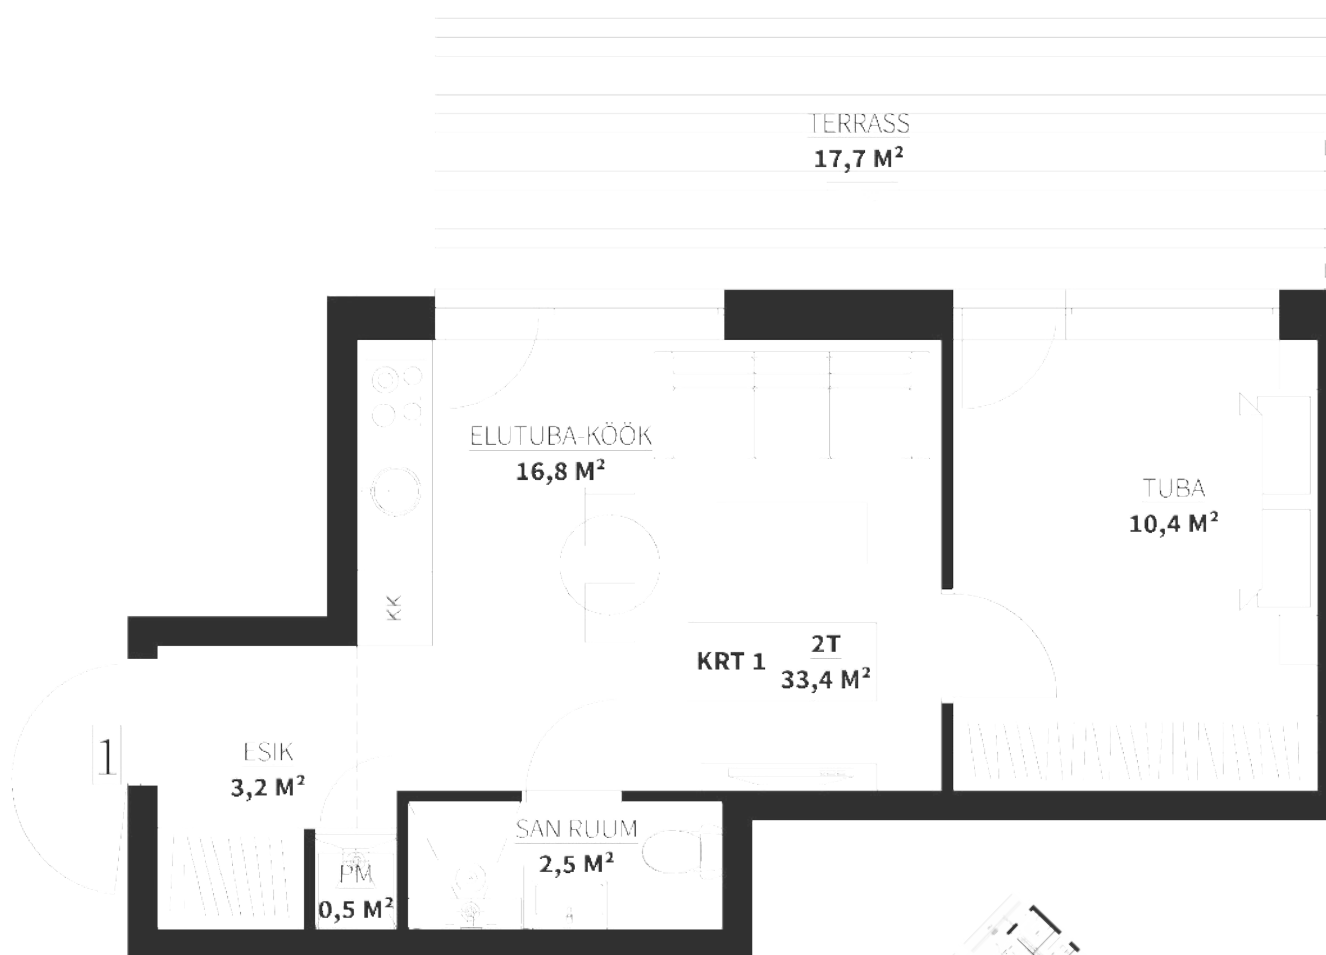 TERRASS
17,7 M²
ELUTUBA-KÖÖK
16,8 M²
TUBA
10,4 M²
KK
KRT 1
2T
33,4 M²
1
ESIK
3,2 M²
SAN RUUM
2,5 M²
PM
0,5 M²